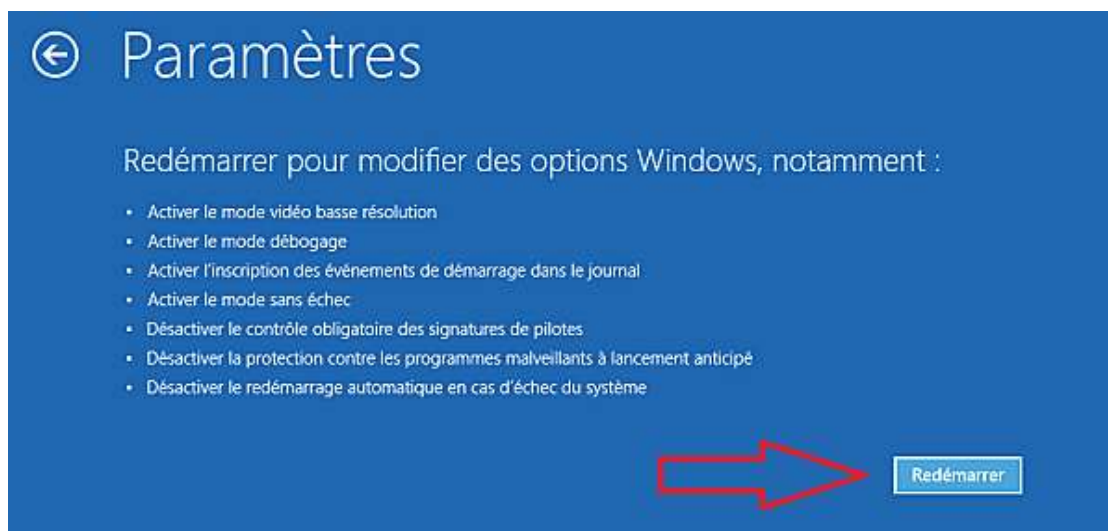 Paramètres
Redémarrer pour modifier des options Windows, notamment :
• Activer le mode vidéo basse résolution
• Activer le mode débogage
• Activer l'inscription des événements de démarrage dans le journal
• Activer le mode sans échec
• Désactiver le contrôle obligatoire des signatures de pilotes
• Désactiver la protection contre les programmes malveillants à lancement anticipé
• Désactiver le redémarrage automatique en cas d'échec du système
Redémarrer